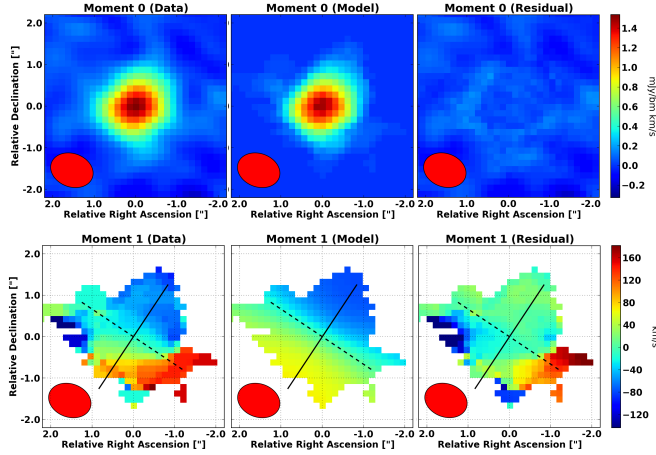 Moment 0 (Data) Moment 0 (Model) Moment 0 (Residual)
2.0
1.0
0.0
-1.0
-2.0
Relative Declination ["]
2.0 1.0 0.0 -1.0 -2.0
2.0 1.0 0.0 -1.0 -2.0
2.0 1.0 0.0 -1.0 -2.0
Relative Right Ascension ["] Relative Right Ascension ["] Relative Right Ascension ["]
1.4
1.2
1.0
0.8
0.6
0.4
0.2
0.0
−0.2
mJy/bm km/s
Moment 1 (Data) Moment 1 (Model) Moment 1 (Residual)
2.0
1.0
0.0
-1.0
-2.0
Relative Declination ["]
2.0 1.0 0.0 -1.0 -2.0
2.0 1.0 0.0 -1.0 -2.0
2.0 1.0 0.0 -1.0 -2.0
Relative Right Ascension ["] Relative Right Ascension ["] Relative Right Ascension ["]
160
120
80
40
0
−40
−80
−120
km/s